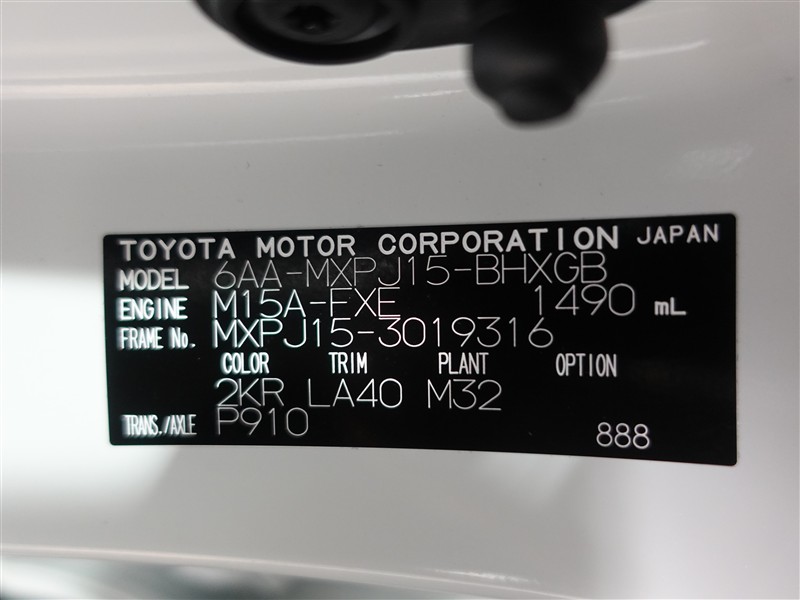 TOYOTA MOTOR CORPORATION JAPAN
MODEL 6AA-MXPJ15-BHXGB
ENGINE M15A-FXE 1490 mL
FRAME No. MXPJ15-3019316
COLOR TRIM PLANT OPTION
2KR LA40 M32
TRANS./AXLE P910 888